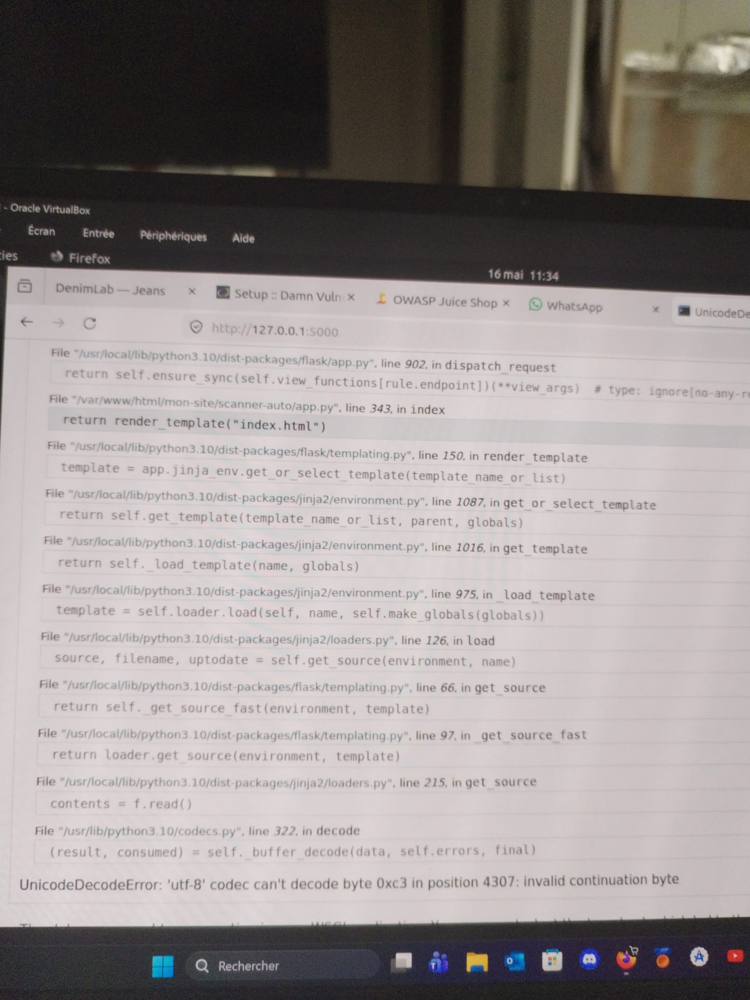 - Oracle VirtualBox
Écran Entrée Périphériques Aide
Firefox
16 mai 11:34
DenimLab — Jeans × Setup :: Damn Vuln × OWASP Juice Shop × WhatsApp × UnicodeDe
http://127.0.0.1:5000
File "/usr/local/lib/python3.10/dist-packages/flask/app.py", line 902, in dispatch_request
return self.ensure_sync(self.view_functions[rule.endpoint])(**view_args) # type: ignore[no-any-re
File "/var/www/html/mon-site/scanner-auto/app.py", line 343, in index
return render_template("index.html")
File "/usr/local/lib/python3.10/dist-packages/flask/templating.py", line 150, in render_template
template = app.jinja_env.get_or_select_template(template_name_or_list)
File "/usr/local/lib/python3.10/dist-packages/jinja2/environment.py", line 1087, in get_or_select_template
return self.get_template(template_name_or_list, parent, globals)
File "/usr/local/lib/python3.10/dist-packages/jinja2/environment.py", line 1016, in get_template
return self._load_template(name, globals)
File "/usr/local/lib/python3.10/dist-packages/jinja2/environment.py", line 975, in _load_template
template = self.loader.load(self, name, self.make_globals(globals))
File "/usr/local/lib/python3.10/dist-packages/jinja2/loaders.py", line 126, in load
source, filename, uptodate = self.get_source(environment, name)
File "/usr/local/lib/python3.10/dist-packages/flask/templating.py", line 66, in get_source
return self._get_source_fast(environment, template)
File "/usr/local/lib/python3.10/dist-packages/flask/templating.py", line 97, in _get_source_fast
return loader.get_source(environment, template)
File "/usr/local/lib/python3.10/dist-packages/jinja2/loaders.py", line 215, in get_source
contents = f.read()
File "/usr/lib/python3.10/codecs.py", line 322, in decode
(result, consumed) = self._buffer_decode(data, self.errors, final)
UnicodeDecodeError: 'utf-8' codec can't decode byte 0xc3 in position 4307: invalid continuation byte
Rechercher